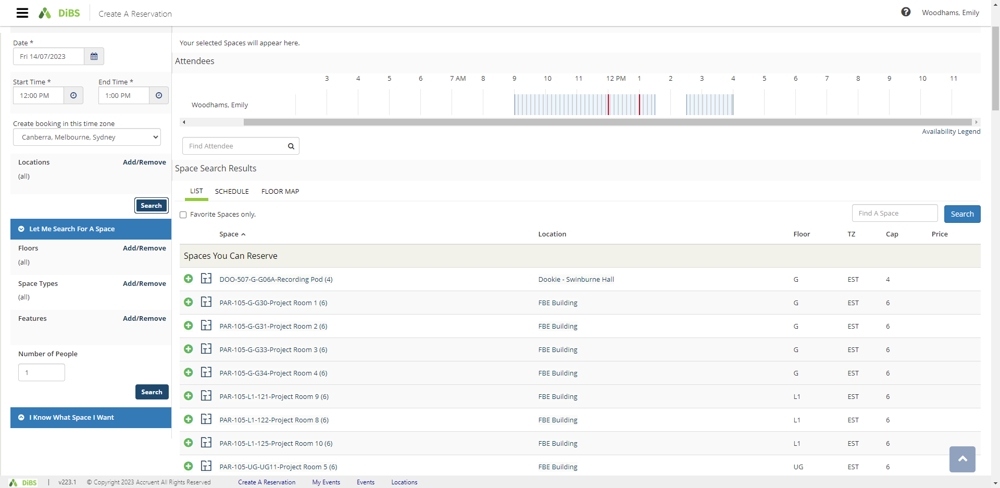 DiBS Create A Reservation Woodhams, Emily
Date *
Fri 14/07/2023
Start Time * End Time *
12:00 PM 1:00 PM
Create booking in this time zone
Canberra, Melbourne, Sydney
Locations Add/Remove
(all)
Search
Let Me Search For A Space
Floors Add/Remove
(all)
Space Types Add/Remove
(all)
Features Add/Remove
Number of People
1
Search
I Know What Space I Want
Your selected Spaces will appear here.
Attendees
3 4 5 6 7 AM 8 9 10 11 12 PM 1 2 3 4 5 6 7 8 9 10 11
Woodhams, Emily
Availability Legend
Find Attendee
Space Search Results
LIST SCHEDULE FLOOR MAP
Favorite Spaces only. Find A Space Search
Space Location Floor TZ Cap Price
Spaces You Can Reserve
DOO-507-G-G06A-Recording Pod (4) Dookie - Swinburne Hall G EST 4
PAR-105-G-G30-Project Room 1 (6) FBE Building G EST 6
PAR-105-G-G31-Project Room 2 (6) FBE Building G EST 6
PAR-105-G-G33-Project Room 3 (6) FBE Building G EST 6
PAR-105-G-G34-Project Room 4 (6) FBE Building G EST 6
PAR-105-L1-121-Project Room 9 (6) FBE Building L1 EST 6
PAR-105-L1-122-Project Room 8 (6) FBE Building L1 EST 6
PAR-105-L1-125-Project Room 10 (6) FBE Building L1 EST 6
PAR-105-UG-UG11-Project Room 5 (6) FBE Building UG EST 6
DiBS | v223.1 © Copyright 2023 Accruent All Rights Reserved Create A Reservation My Events Events Locations